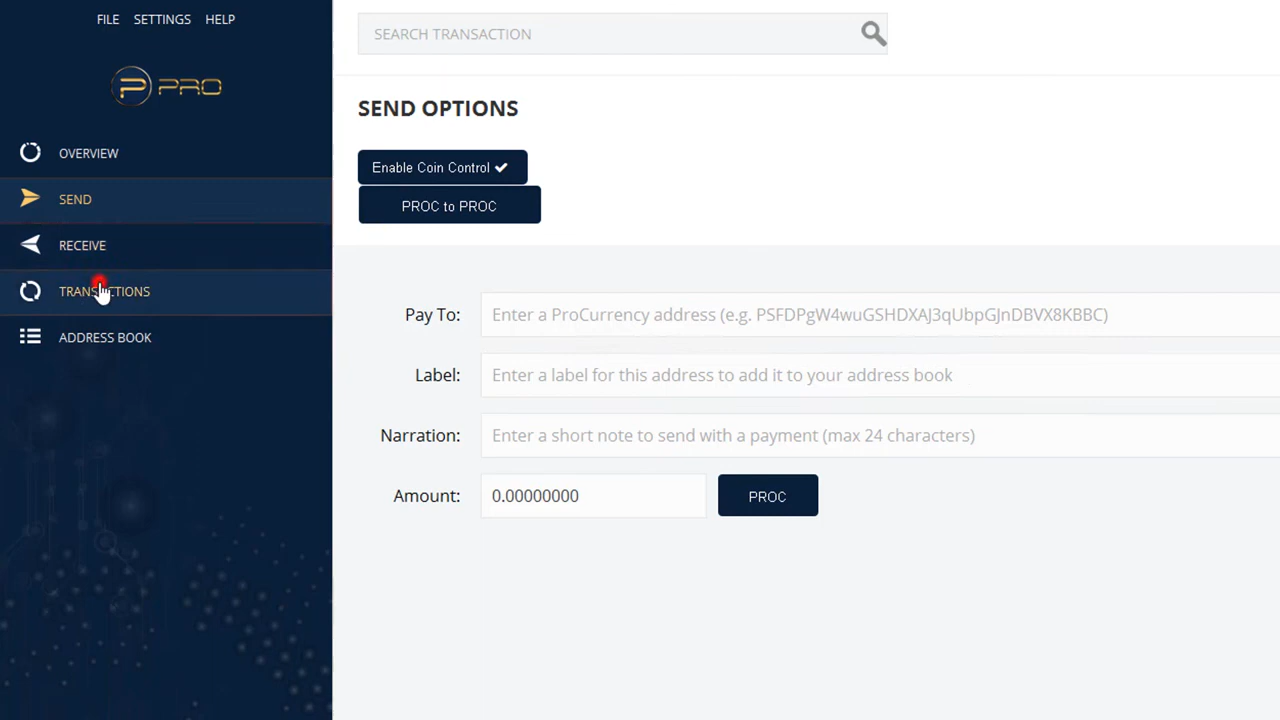 FILE SETTINGS HELP
P PRO
OVERVIEW
SEND
RECEIVE
TRANSACTIONS
ADDRESS BOOK
SEARCH TRANSACTION
SEND OPTIONS
Enable Coin Control
PROC to PROC
Pay To: Enter a ProCurrency address (e.g. PSFDPgW4wuGSHDXAJ3qUbpGJnDBVX8KBBC)
Label: Enter a label for this address to add it to your address book
Narration: Enter a short note to send with a payment (max 24 characters)
Amount: 0.00000000 PROC